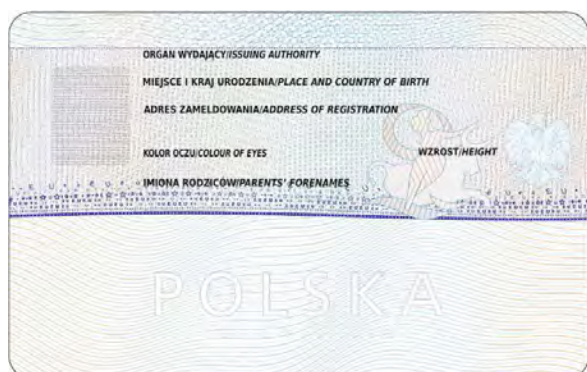 ORGAN WYDAJĄCY/ISSUING AUTHORITY
MIEJSCE I KRAJ URODZENIA/PLACE AND COUNTRY OF BIRTH
ADRES ZAMELDOWANIA/ADDRESS OF REGISTRATION
KOLOR OCZU/COLOUR OF EYES WZROST/HEIGHT
IMIONA RODZICÓW/PARENTS' FORENAMES
POLSKA